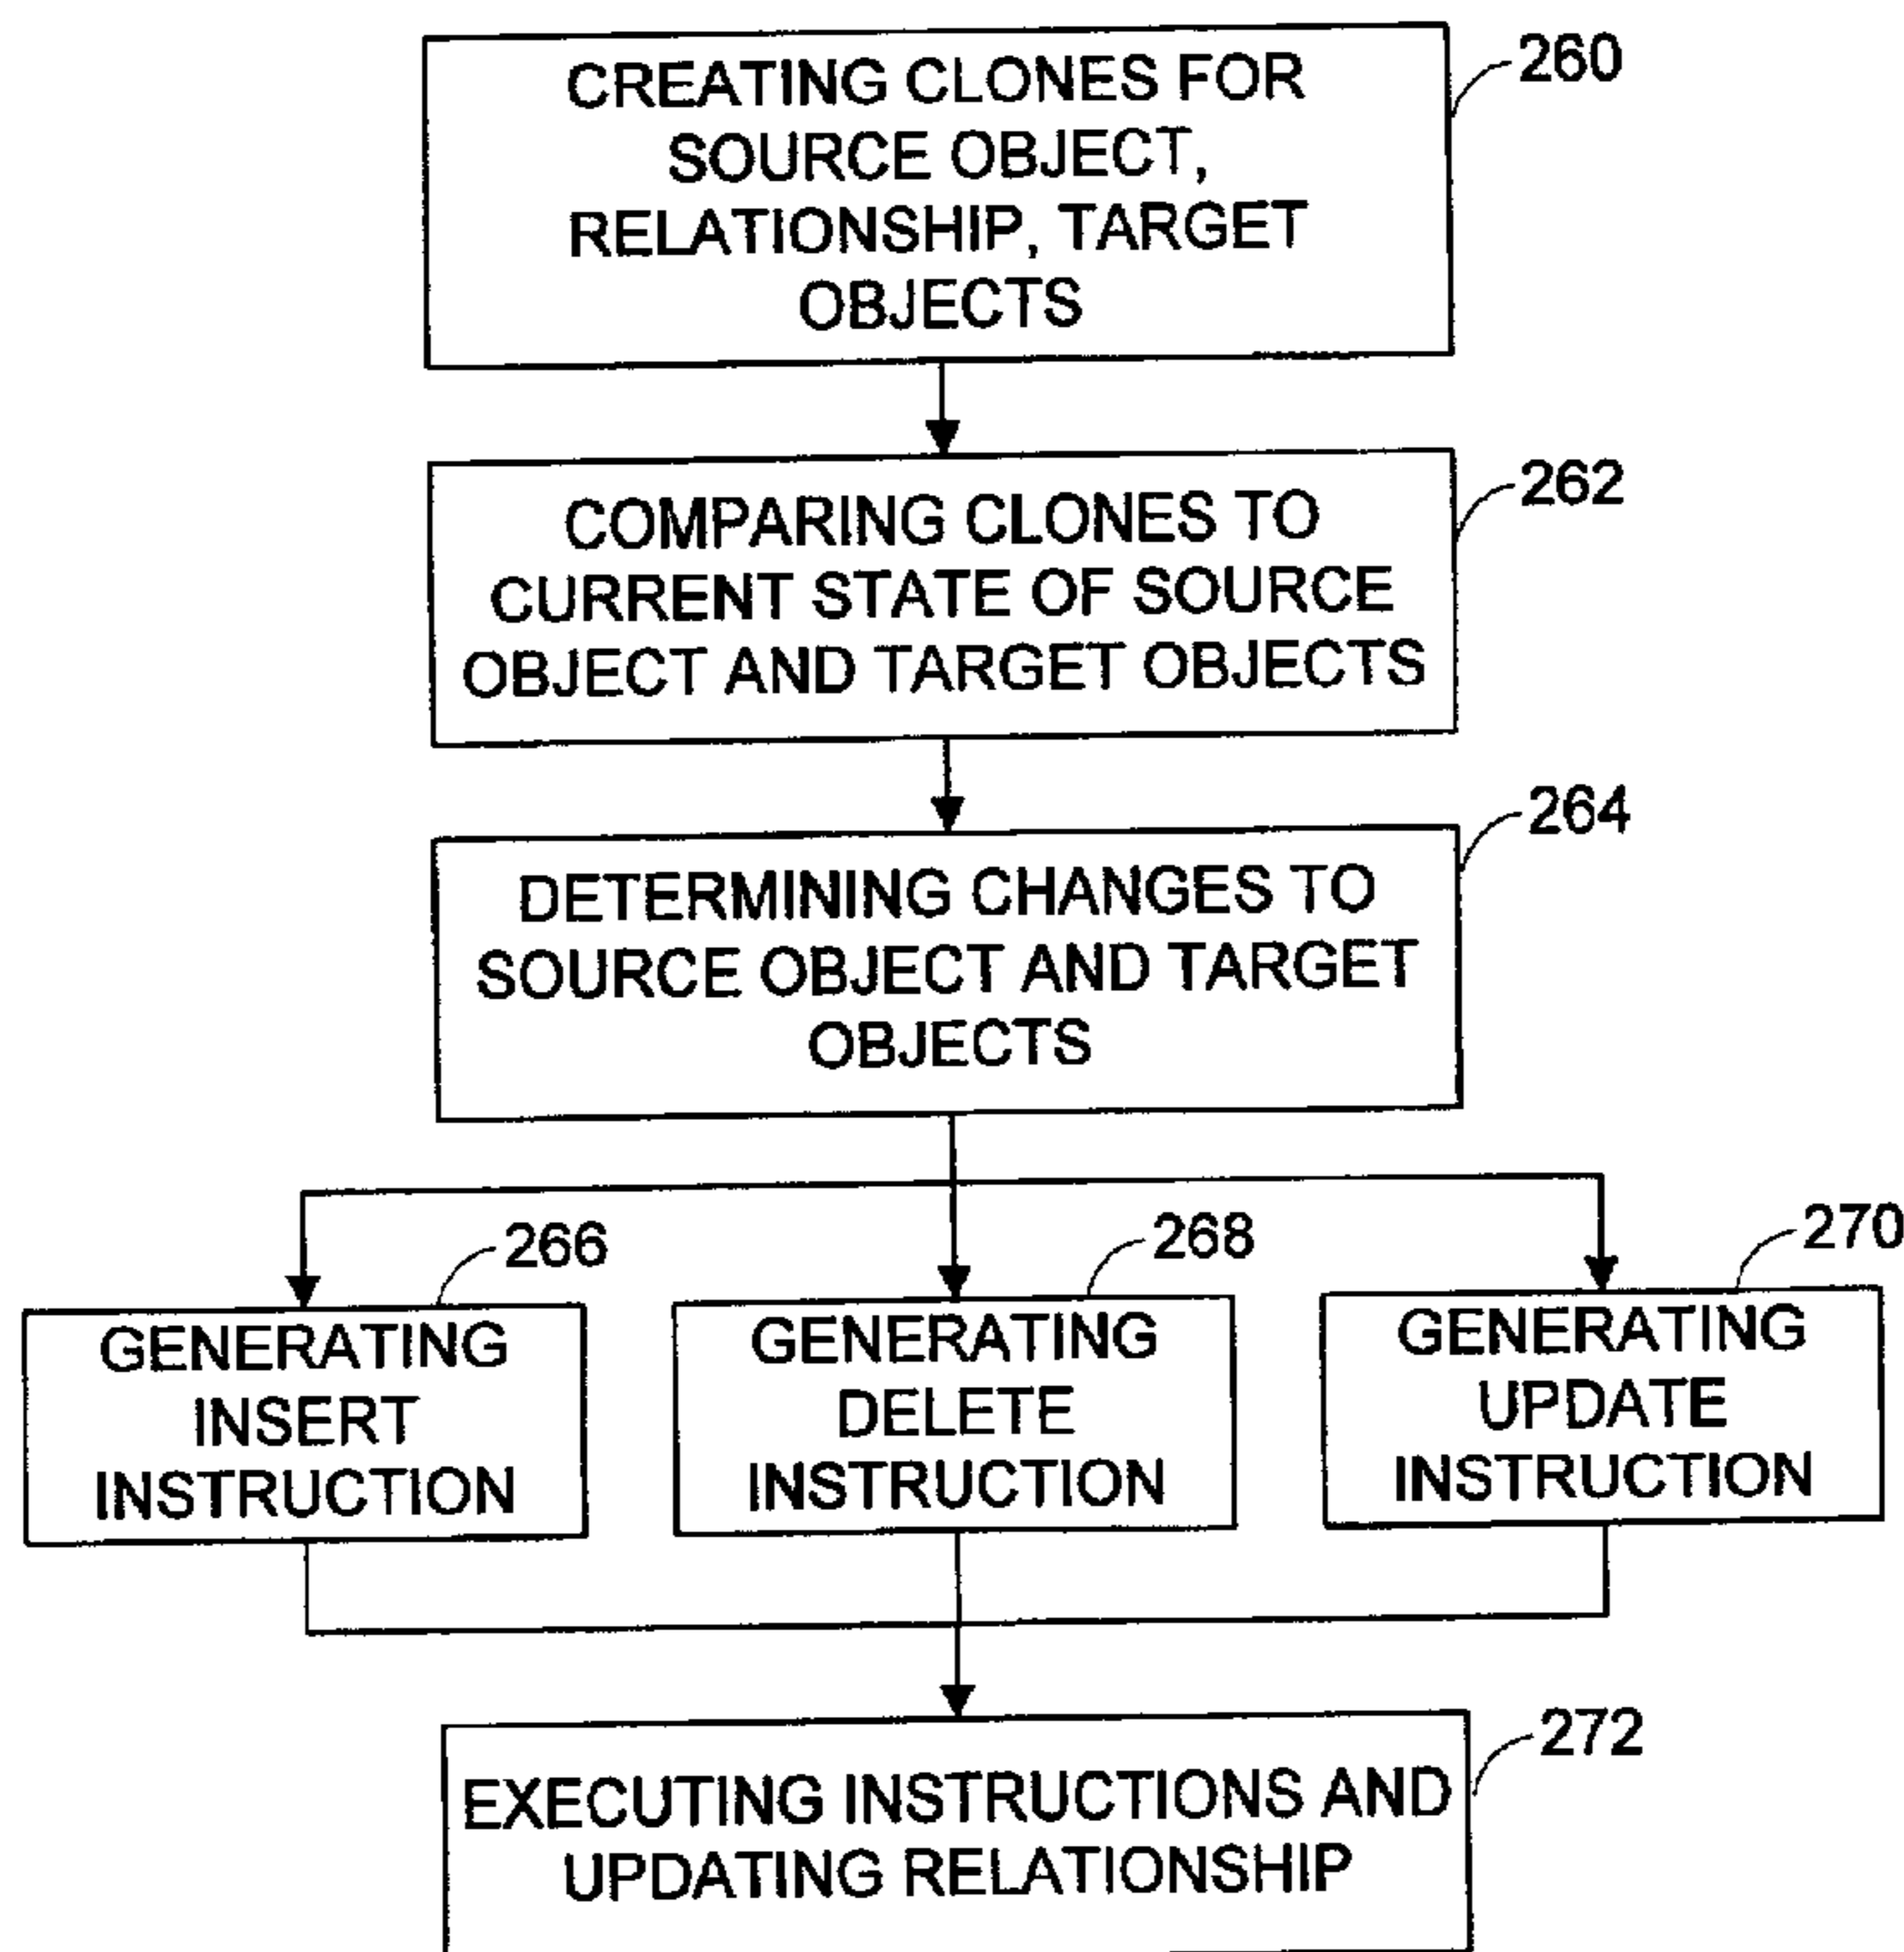 CREATING CLONES FOR
SOURCE OBJECT,
RELATIONSHIP, TARGET
OBJECTS
260
COMPARING CLONES TO
CURRENT STATE OF SOURCE
OBJECT AND TARGET OBJECTS
262
DETERMINING CHANGES TO
SOURCE OBJECT AND TARGET
OBJECTS
264
266
GENERATING
INSERT
INSTRUCTION
268
GENERATING
DELETE
INSTRUCTION
270
GENERATING
UPDATE
INSTRUCTION
EXECUTING INSTRUCTIONS AND
UPDATING RELATIONSHIP
272